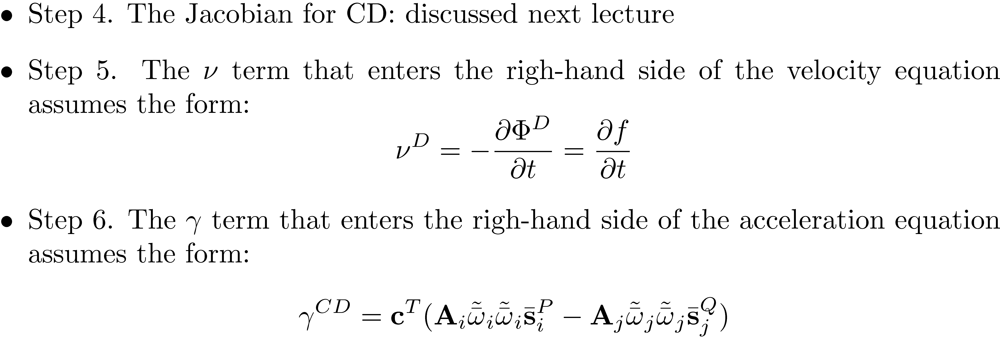 • Step 4. The Jacobian for CD: discussed next lecture
• Step 5. The ν term that enters the righ-hand side of the velocity equation
assumes the form:
$\nu^{D} = -\frac{\partial \Phi^{D}}{\partial t} = \frac{\partial f}{\partial t}$
• Step 6. The γ term that enters the righ-hand side of the acceleration equation
assumes the form:
$\gamma^{CD} = \mathbf{c}^{T}(\mathbf{A}_i \tilde{\bar{\omega}}_i \tilde{\bar{\omega}}_i \bar{\mathbf{s}}_i^{P} - \mathbf{A}_j \tilde{\bar{\omega}}_j \tilde{\bar{\omega}}_j \bar{\mathbf{s}}_j^{Q})$